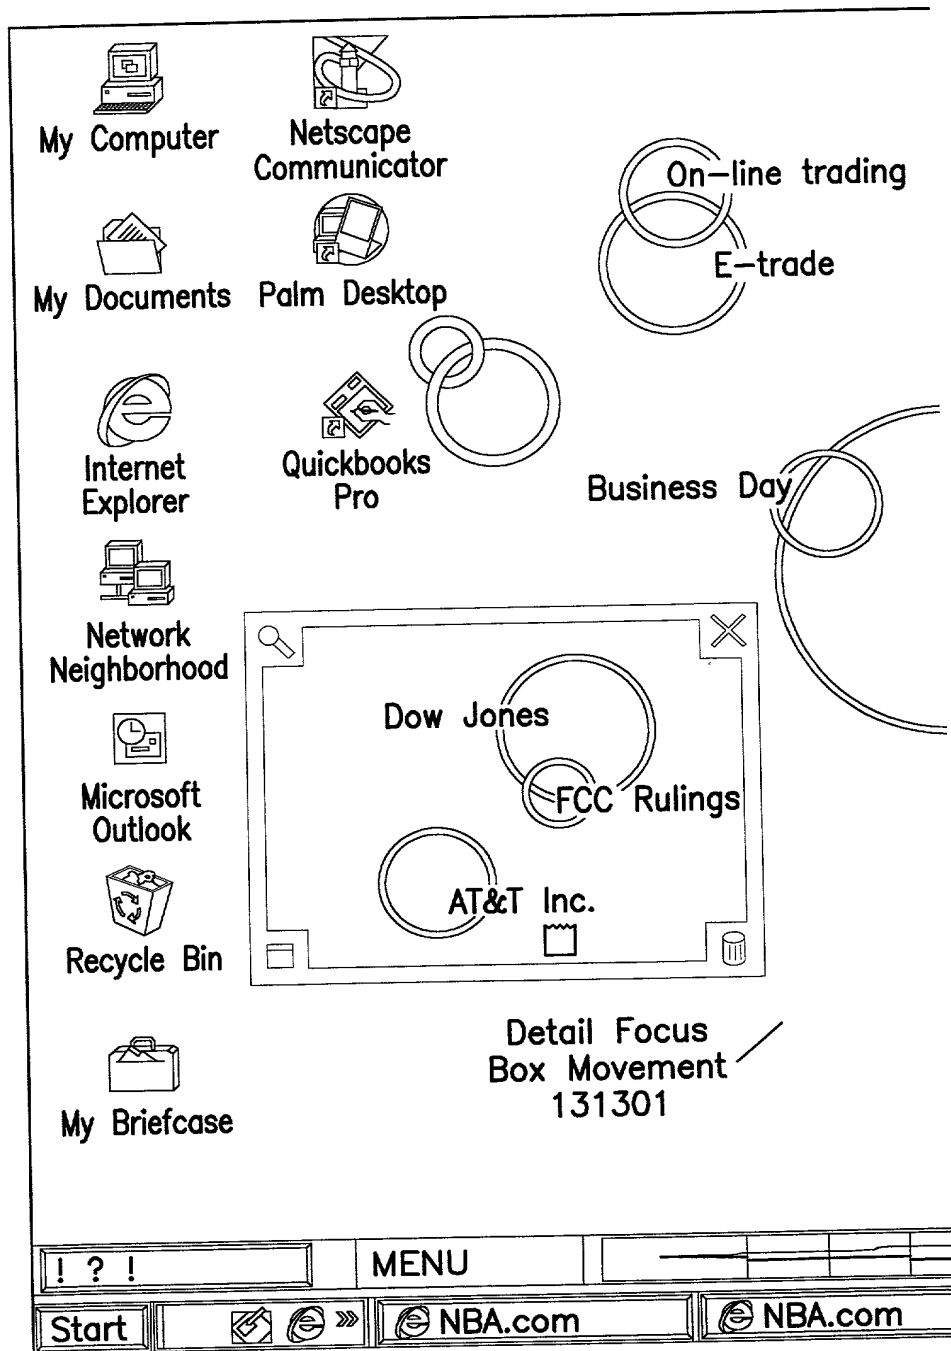 My Computer
Netscape
Communicator
On-line trading
E-trade
My Documents
Palm Desktop
Internet
Explorer
Quickbooks
Pro
Business Day
Network
Neighborhood
Dow Jones
FCC Rulings
Microsoft
Outlook
AT&T Inc.
Recycle Bin
Detail Focus
Box Movement
131301
My Briefcase
! ? !
MENU
Start
NBA.com
NBA.com